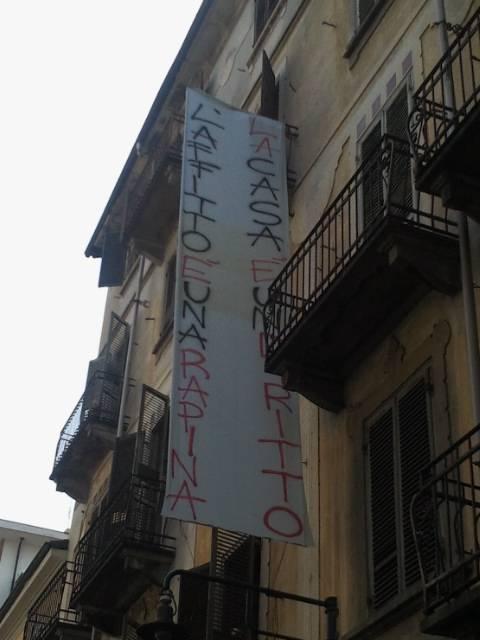 L'AFFITTO È UNA RAPINA
LA CASA È UN DIRITTO